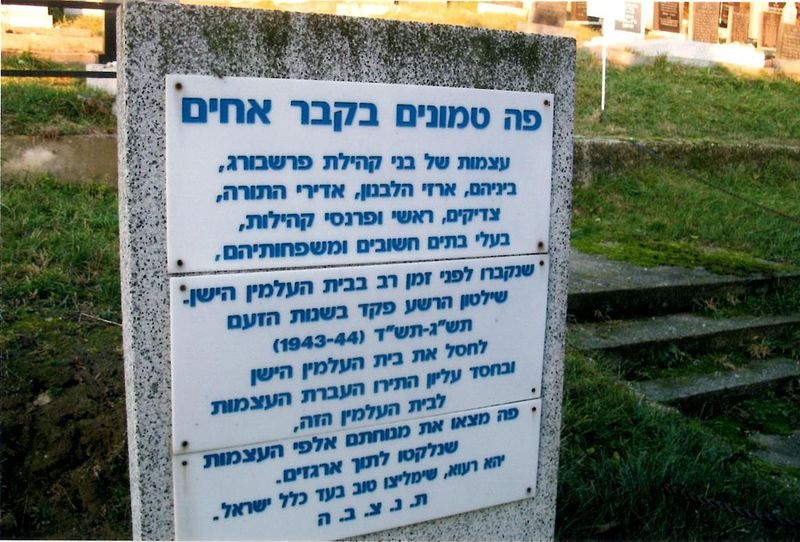 פה טמונים בקבר אחים
עצמות של בני קהילת פרשבורג,
ביניהם, ארזי הלבנון, אדירי התורה,
צדיקים, ראשי ופרנסי קהילות,
בעלי בתים חשובים ומשפחותיהם,
שנקברו לפני זמן רב בבית העלמין הישן.
שילטון הרשע פקד בשנות הזעם
תש"ג-תש"ד (1943-44)
לחסל את בית העלמין הישן
ובחסד עליון התירו העברת העצמות
לבית העלמין הזה,
פה מצאו את מנוחתם אלפי העצמות
שנלקטו לתוך ארגזים.
יהא רעוא, שימליצו טוב בעד כלל ישראל.
ת. נ. צ. ב. ה